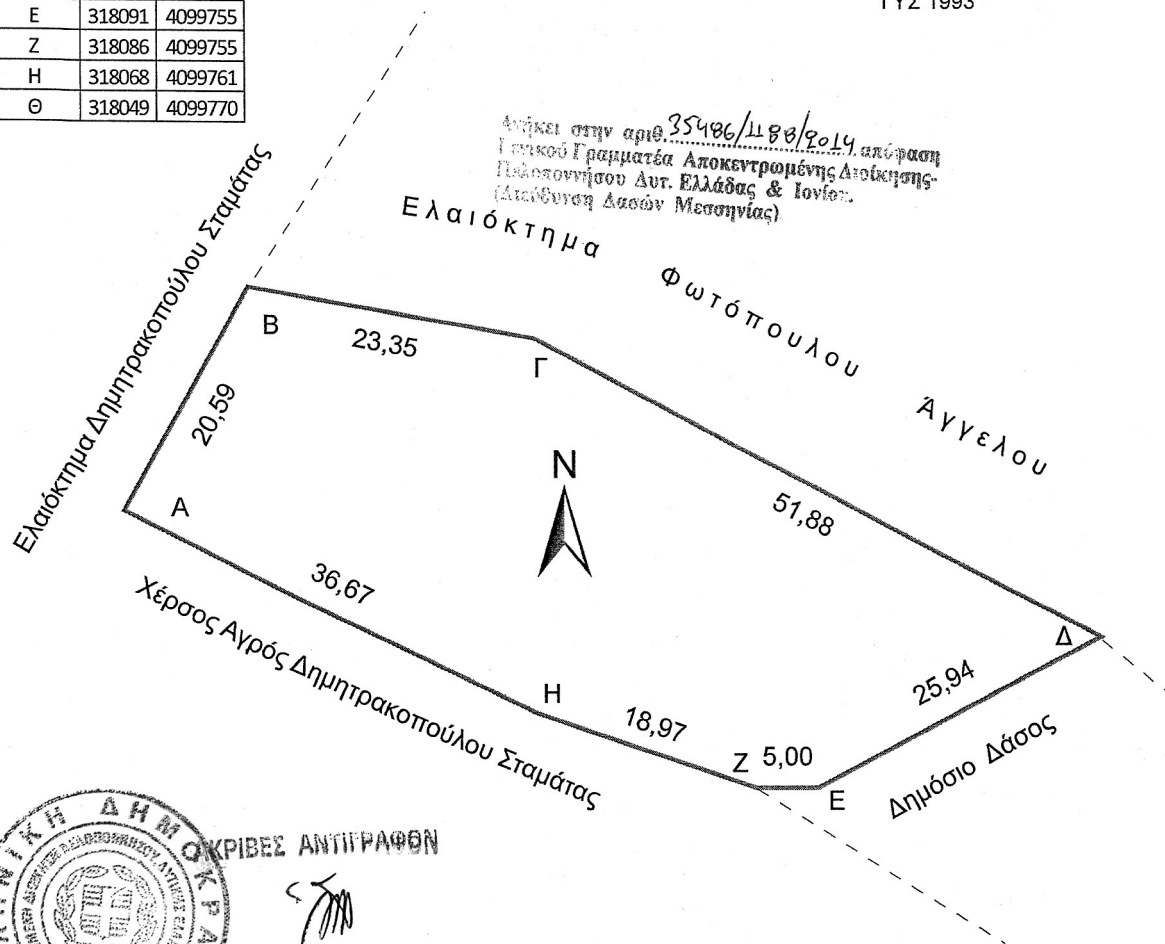 Ε 318091 4099755
Ζ 318086 4099755
Η 318068 4099761
Θ 318049 4099770
ΓΥΣ 1993
Ανήκει στην αριθ. 35486/1188/2014 απόφαση
Γενικού Γραμματέα Αποκεντρωμένης Διοίκησης-
Πελοποννήσου Δυτ. Ελλάδας & Ιονίου.
(Διεύθυνση Δασών Μεσσηνίας)
Ελαιόκτημα Φωτόπουλου Άγγελου
Ελαιόκτημα Δημητρακοπούλου Σταμάτας
Β
23,35
Γ
20,59
Α
N
51,88
36,67
Χέρσος Αγρός Δημητρακοπούλου Σταμάτας
Δ
Η
18,97
25,94
Ζ 5,00
Ε
Δημόσιο Δάσος
ΑΚΡΙΒΕΣ ΑΝΤΙΓΡΑΦΟΝ